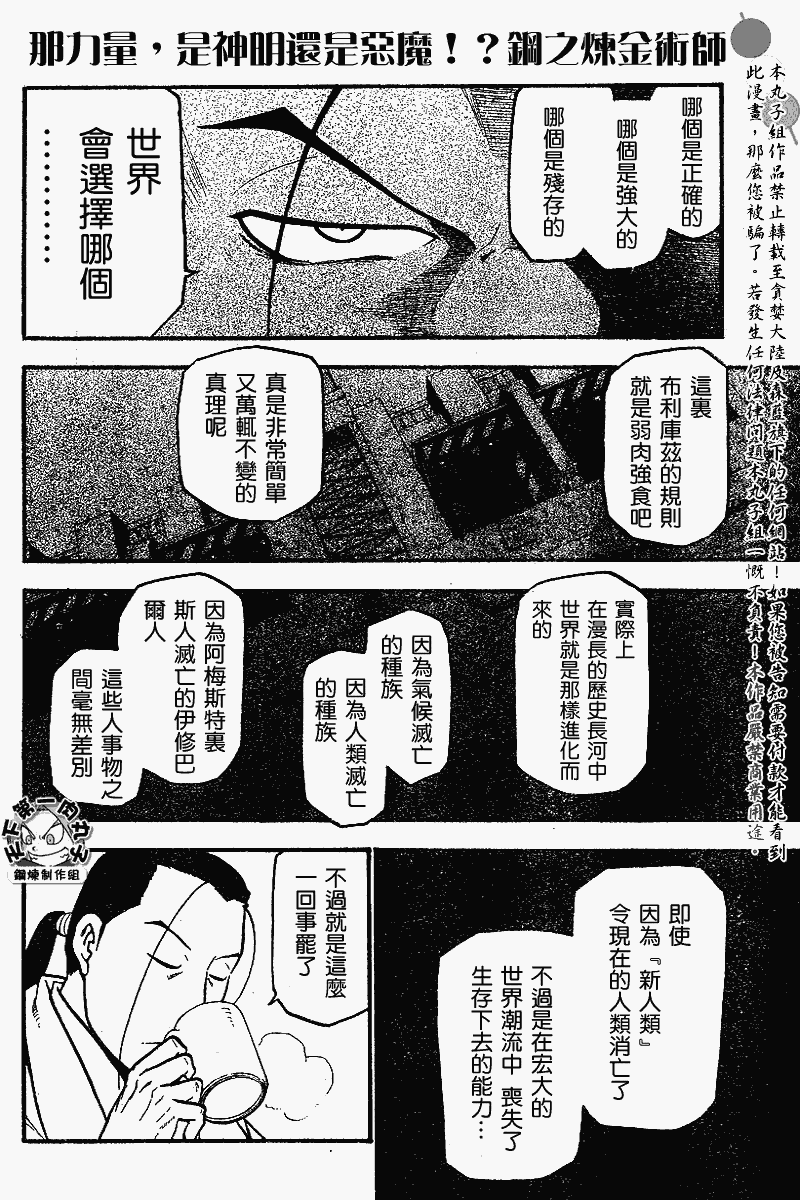 那力量，是神明還是惡魔！？鋼之煉金術師
本丸子組作品禁止轉載至貪婪大陸及森羅旗下的任何網站！如果您被告知需要付款才能看到
此漫畫，那麼您被騙了。若發生任何法律問題本丸子組一慨不負責！本作品嚴禁商業用途。
哪個是正確的
哪個是強大的
哪個是殘存的
世界
會選擇哪個
…………
這裏
布利庫茲的規則
就是弱肉強食吧
真是非常簡單
又萬輒不變的
真理呢
實際上
在漫長的歷史長河中
世界就是那樣進化而
來的
因為氣候滅亡
的種族
因為人類滅亡
的種族
因為阿梅斯特裏
斯人滅亡的伊修巴
爾人
這些人事物之
間毫無差別
即使
因為『新人類』
令現在的人類消亡了
不過是在宏大的
世界潮流中 喪失了
生存下去的能力…
不過就是這麼
一回事罷了
天下第一肉丸子
鋼煉制作組